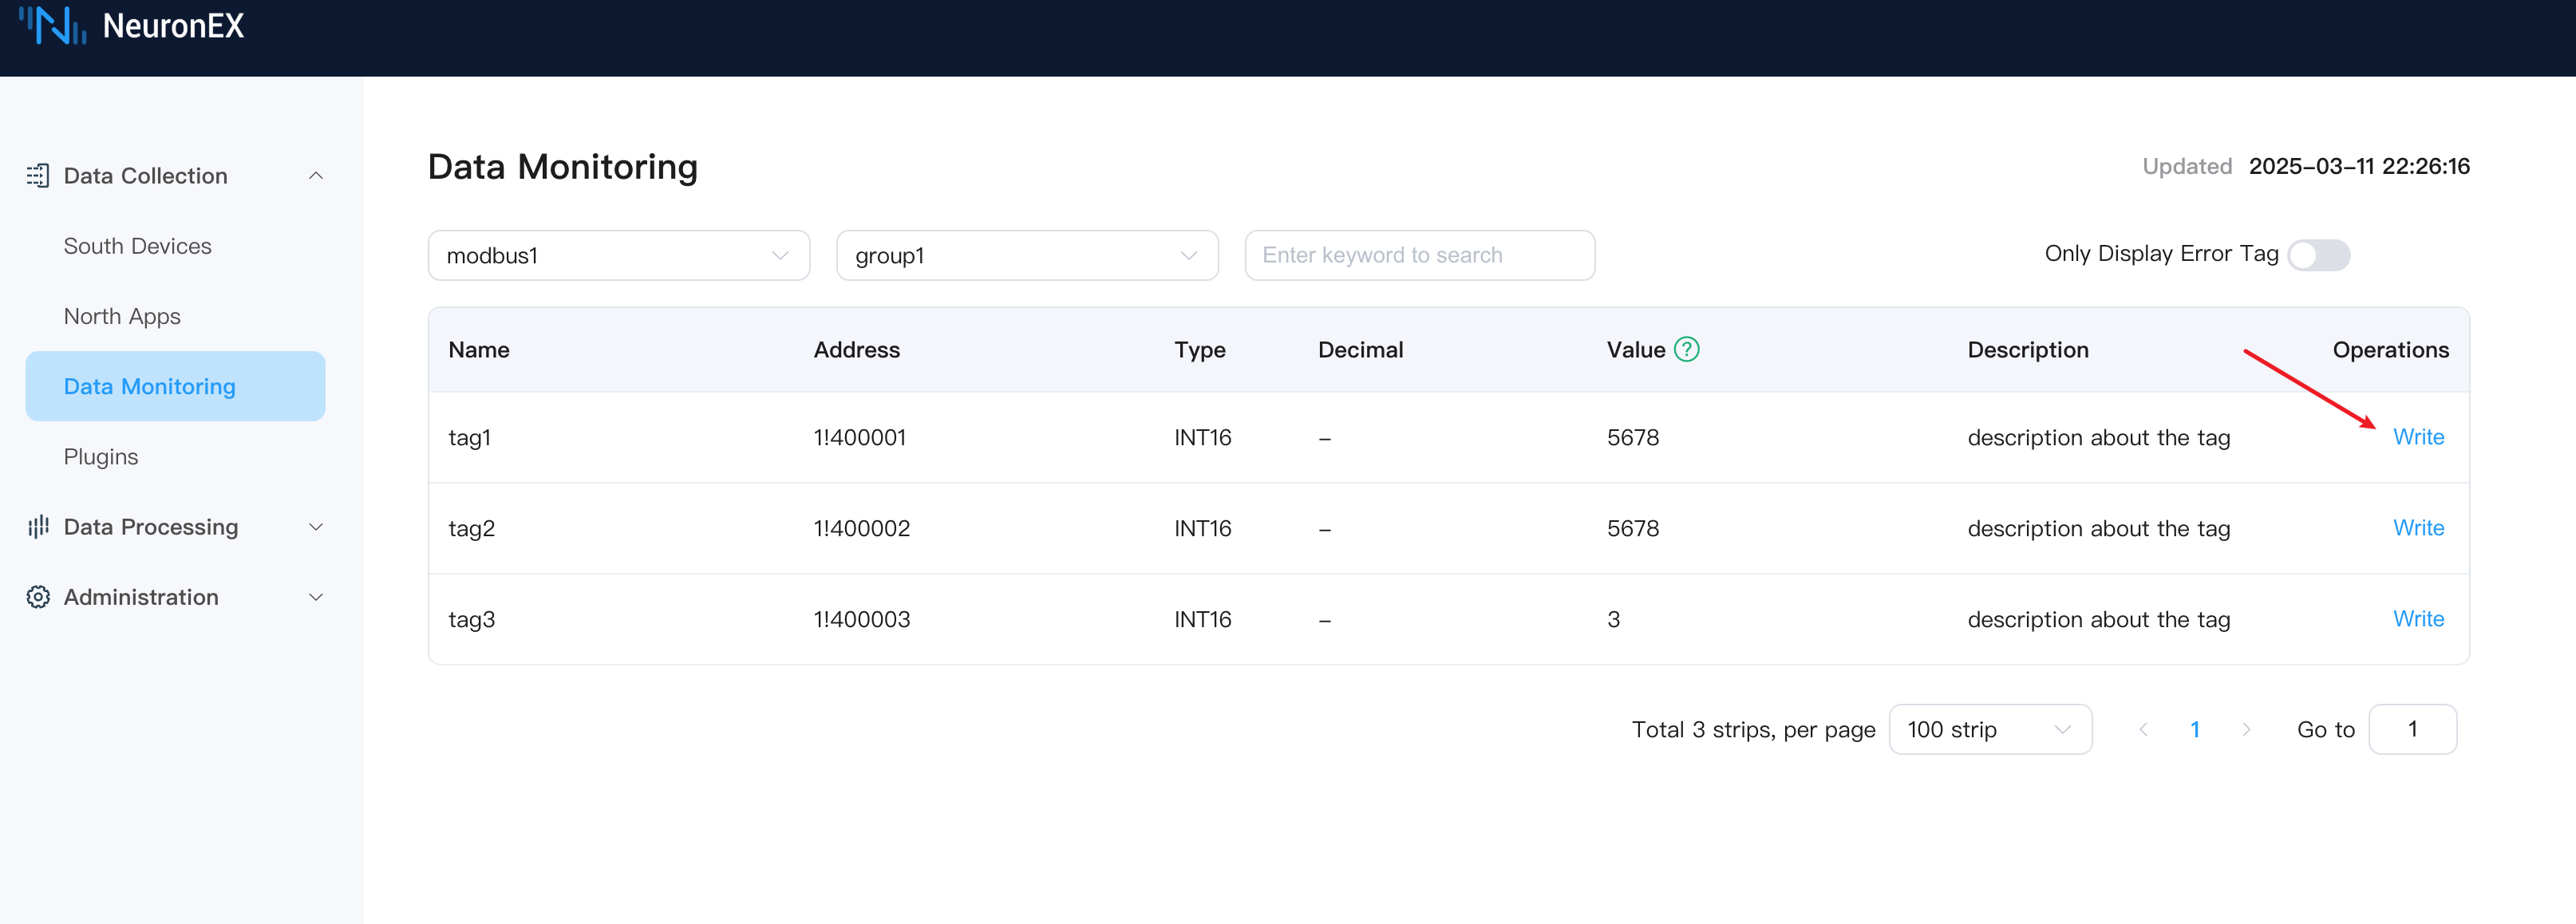 NeuronEX
Data Collection
South Devices
North Apps
Data Monitoring
Plugins
Data Processing
Administration
Data Monitoring
Updated 2025-03-11 22:26:16
modbus1 group1 Enter keyword to search Only Display Error Tag
Name Address Type Decimal Value ? Description Operations
tag1 1!400001 INT16 – 5678 description about the tag Write
tag2 1!400002 INT16 – 5678 description about the tag Write
tag3 1!400003 INT16 – 3 description about the tag Write
Total 3 strips, per page 100 strip < 1 > Go to 1